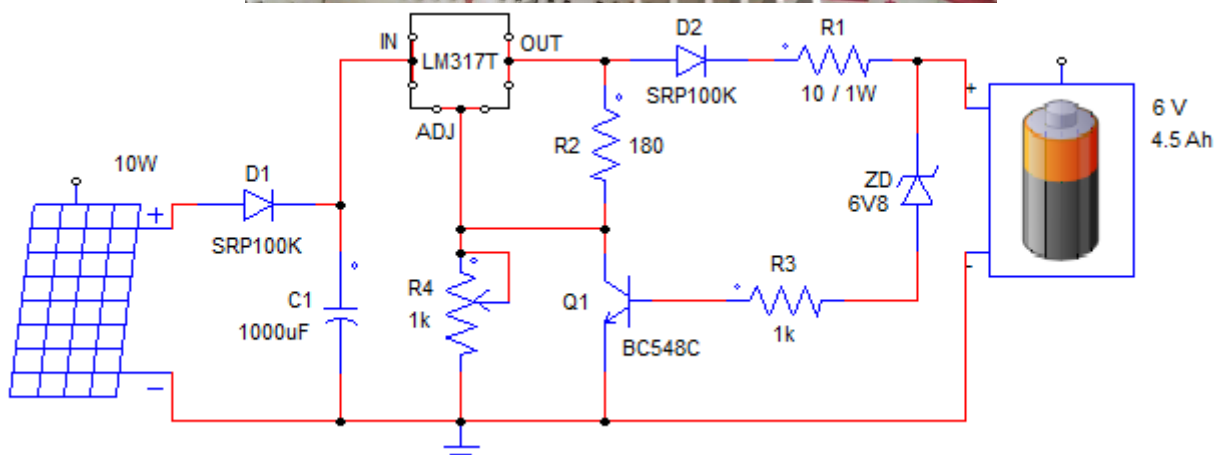 IN
OUT
LM317T
ADJ
D2
SRP100K
R1
10 / 1W
R2
180
+
6 V
4.5 Ah
-
10W
+
−
D1
SRP100K
C1
1000uF
R4
1k
Q1
BC548C
R3
1k
ZD
6V8